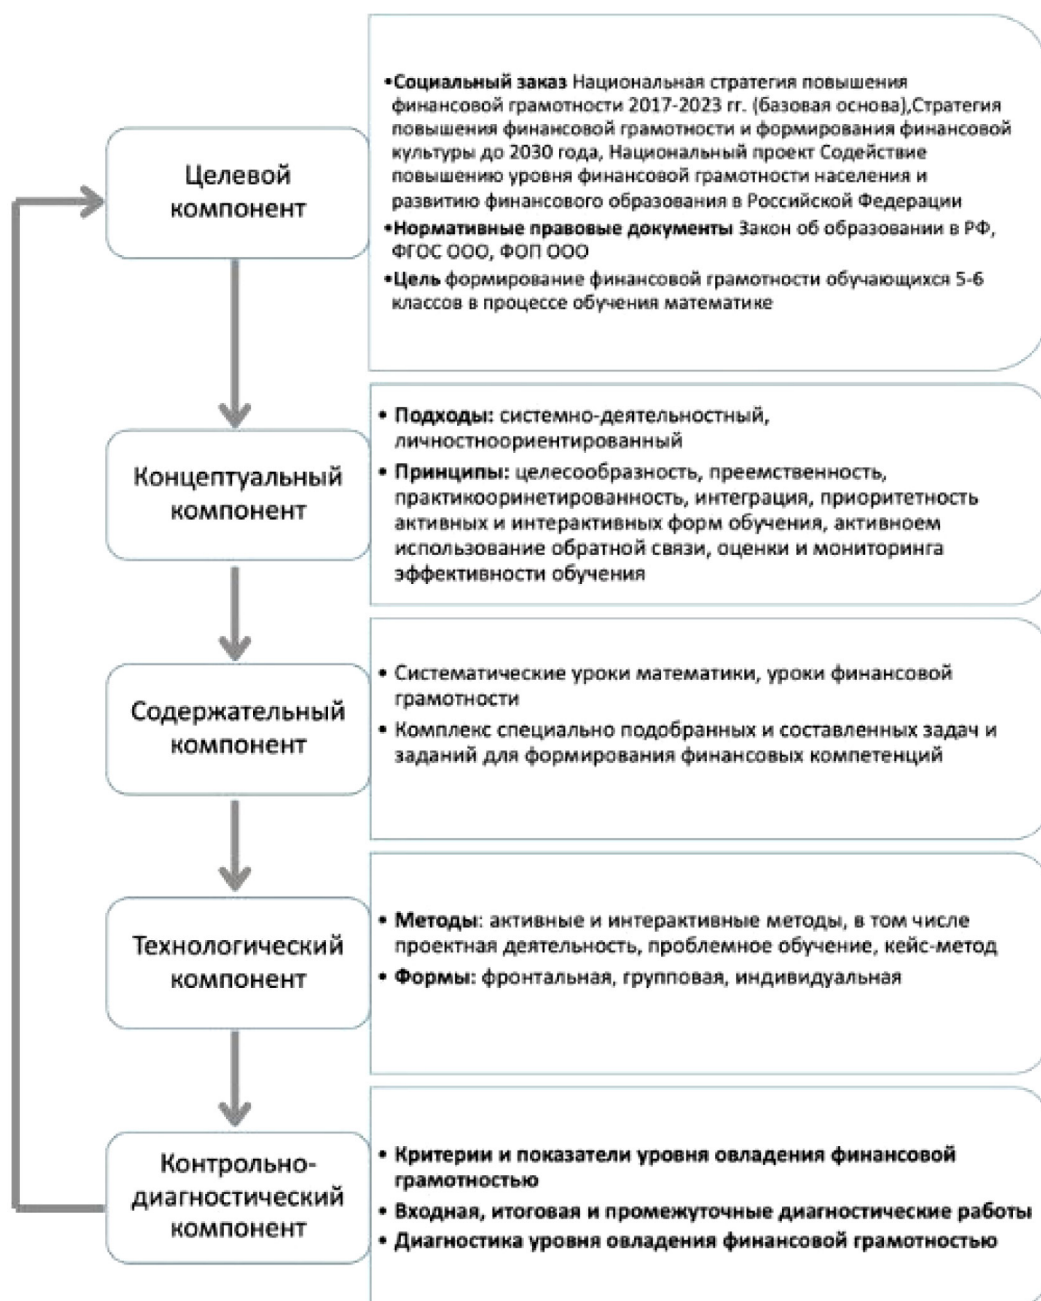 Целевой
компонент
•Социальный заказ Национальная стратегия повышения
финансовой грамотности 2017-2023 гг. (базовая основа),Стратегия
повышения финансовой грамотности и формирования финансовой
культуры до 2030 года, Национальный проект Содействие
повышению уровня финансовой грамотности населения и
развитию финансового образования в Российской Федерации
•Нормативные правовые документы Закон об образовании в РФ,
ФГОС ООО, ФОП ООО
•Цель формирование финансовой грамотности обучающихся 5-6
классов в процессе обучения математике
Концептуальный
компонент
• Подходы: системно-деятельностный,
личностноориентированный
• Принципы: целесообразность, преемственность,
практикооринетированность, интеграция, приоритетность
активных и интерактивных форм обучения, активноем
использование обратной связи, оценки и мониторинга
эффективности обучения
Содержательный
компонент
• Систематические уроки математики, уроки финансовой
грамотности
• Комплекс специально подобранных и составленных задач и
заданий для формирования финансовых компетенций
Технологический
компонент
• Методы: активные и интерактивные методы, в том числе
проектная деятельность, проблемное обучение, кейс-метод
• Формы: фронтальная, групповая, индивидуальная
Контрольно-
диагностический
компонент
• Критерии и показатели уровня овладения финансовой
грамотностью
• Входная, итоговая и промежуточные диагностические работы
• Диагностика уровня овладения финансовой грамотностью